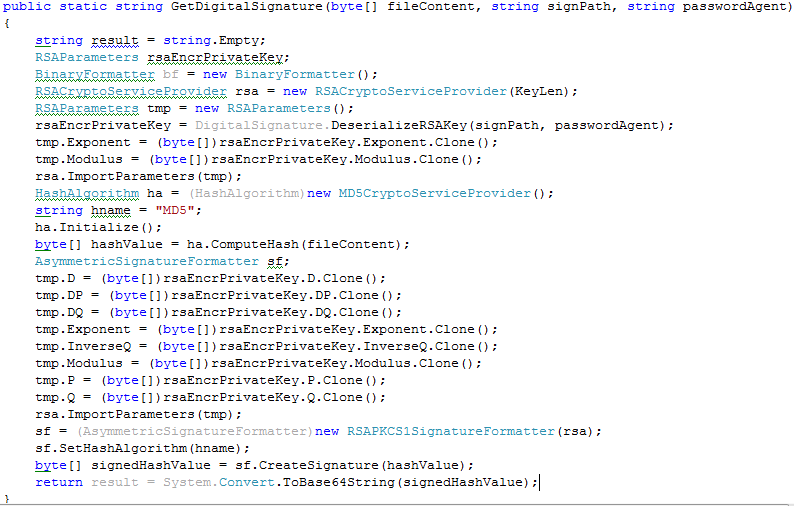 public static string GetDigitalSignature(byte[] fileContent, string signPath, string passwordAgent)
{
string result = string.Empty;
RSAParameters rsaEncrPrivateKey;
BinaryFormatter bf = new BinaryFormatter();
RSACryptoServiceProvider rsa = new RSACryptoServiceProvider(KeyLen);
RSAParameters tmp = new RSAParameters();
rsaEncrPrivateKey = DigitalSignature.DeserializeRSAKey(signPath, passwordAgent);
tmp.Exponent = (byte[])rsaEncrPrivateKey.Exponent.Clone();
tmp.Modulus = (byte[])rsaEncrPrivateKey.Modulus.Clone();
rsa.ImportParameters(tmp);
HashAlgorithm ha = (HashAlgorithm)new MD5CryptoServiceProvider();
string hname = "MD5";
ha.Initialize();
byte[] hashValue = ha.ComputeHash(fileContent);
AsymmetricSignatureFormatter sf;
tmp.D = (byte[])rsaEncrPrivateKey.D.Clone();
tmp.DP = (byte[])rsaEncrPrivateKey.DP.Clone();
tmp.DQ = (byte[])rsaEncrPrivateKey.DQ.Clone();
tmp.Exponent = (byte[])rsaEncrPrivateKey.Exponent.Clone();
tmp.InverseQ = (byte[])rsaEncrPrivateKey.InverseQ.Clone();
tmp.Modulus = (byte[])rsaEncrPrivateKey.Modulus.Clone();
tmp.P = (byte[])rsaEncrPrivateKey.P.Clone();
tmp.Q = (byte[])rsaEncrPrivateKey.Q.Clone();
rsa.ImportParameters(tmp);
sf = (AsymmetricSignatureFormatter)new RSAPKCS1SignatureFormatter(rsa);
sf.SetHashAlgorithm(hname);
byte[] signedHashValue = sf.CreateSignature(hashValue);
return result = System.Convert.ToBase64String(signedHashValue);
}